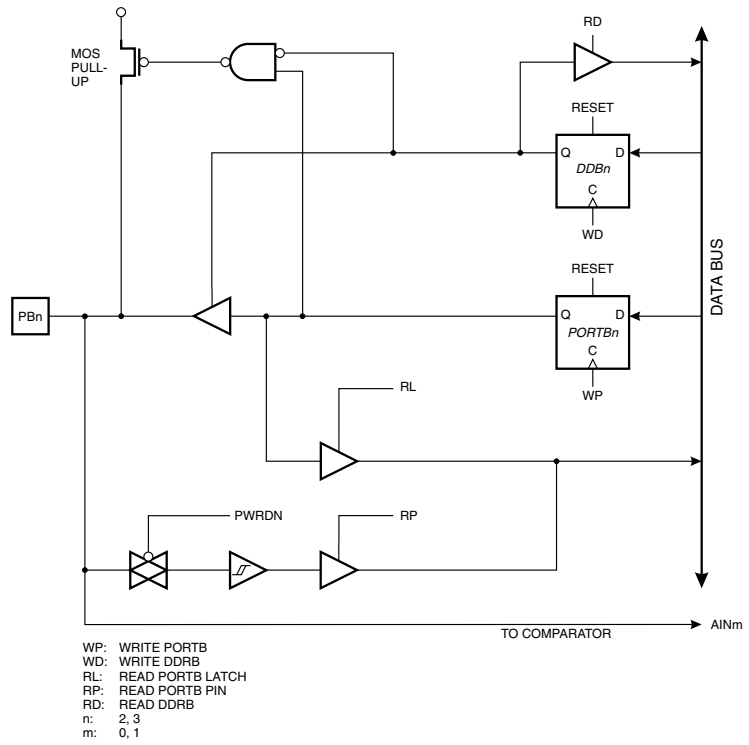 RD
MOS
PULL-
UP
RESET
Q
D
DDBn
C
WD
DATA BUS
RESET
PBn
Q
D
PORTBn
C
WP
RL
PWRDN
RP
TO COMPARATOR
AINm
WP: WRITE PORTB
WD: WRITE DDRB
RL: READ PORTB LATCH
RP: READ PORTB PIN
RD: READ DDRB
n: 2, 3
m: 0, 1